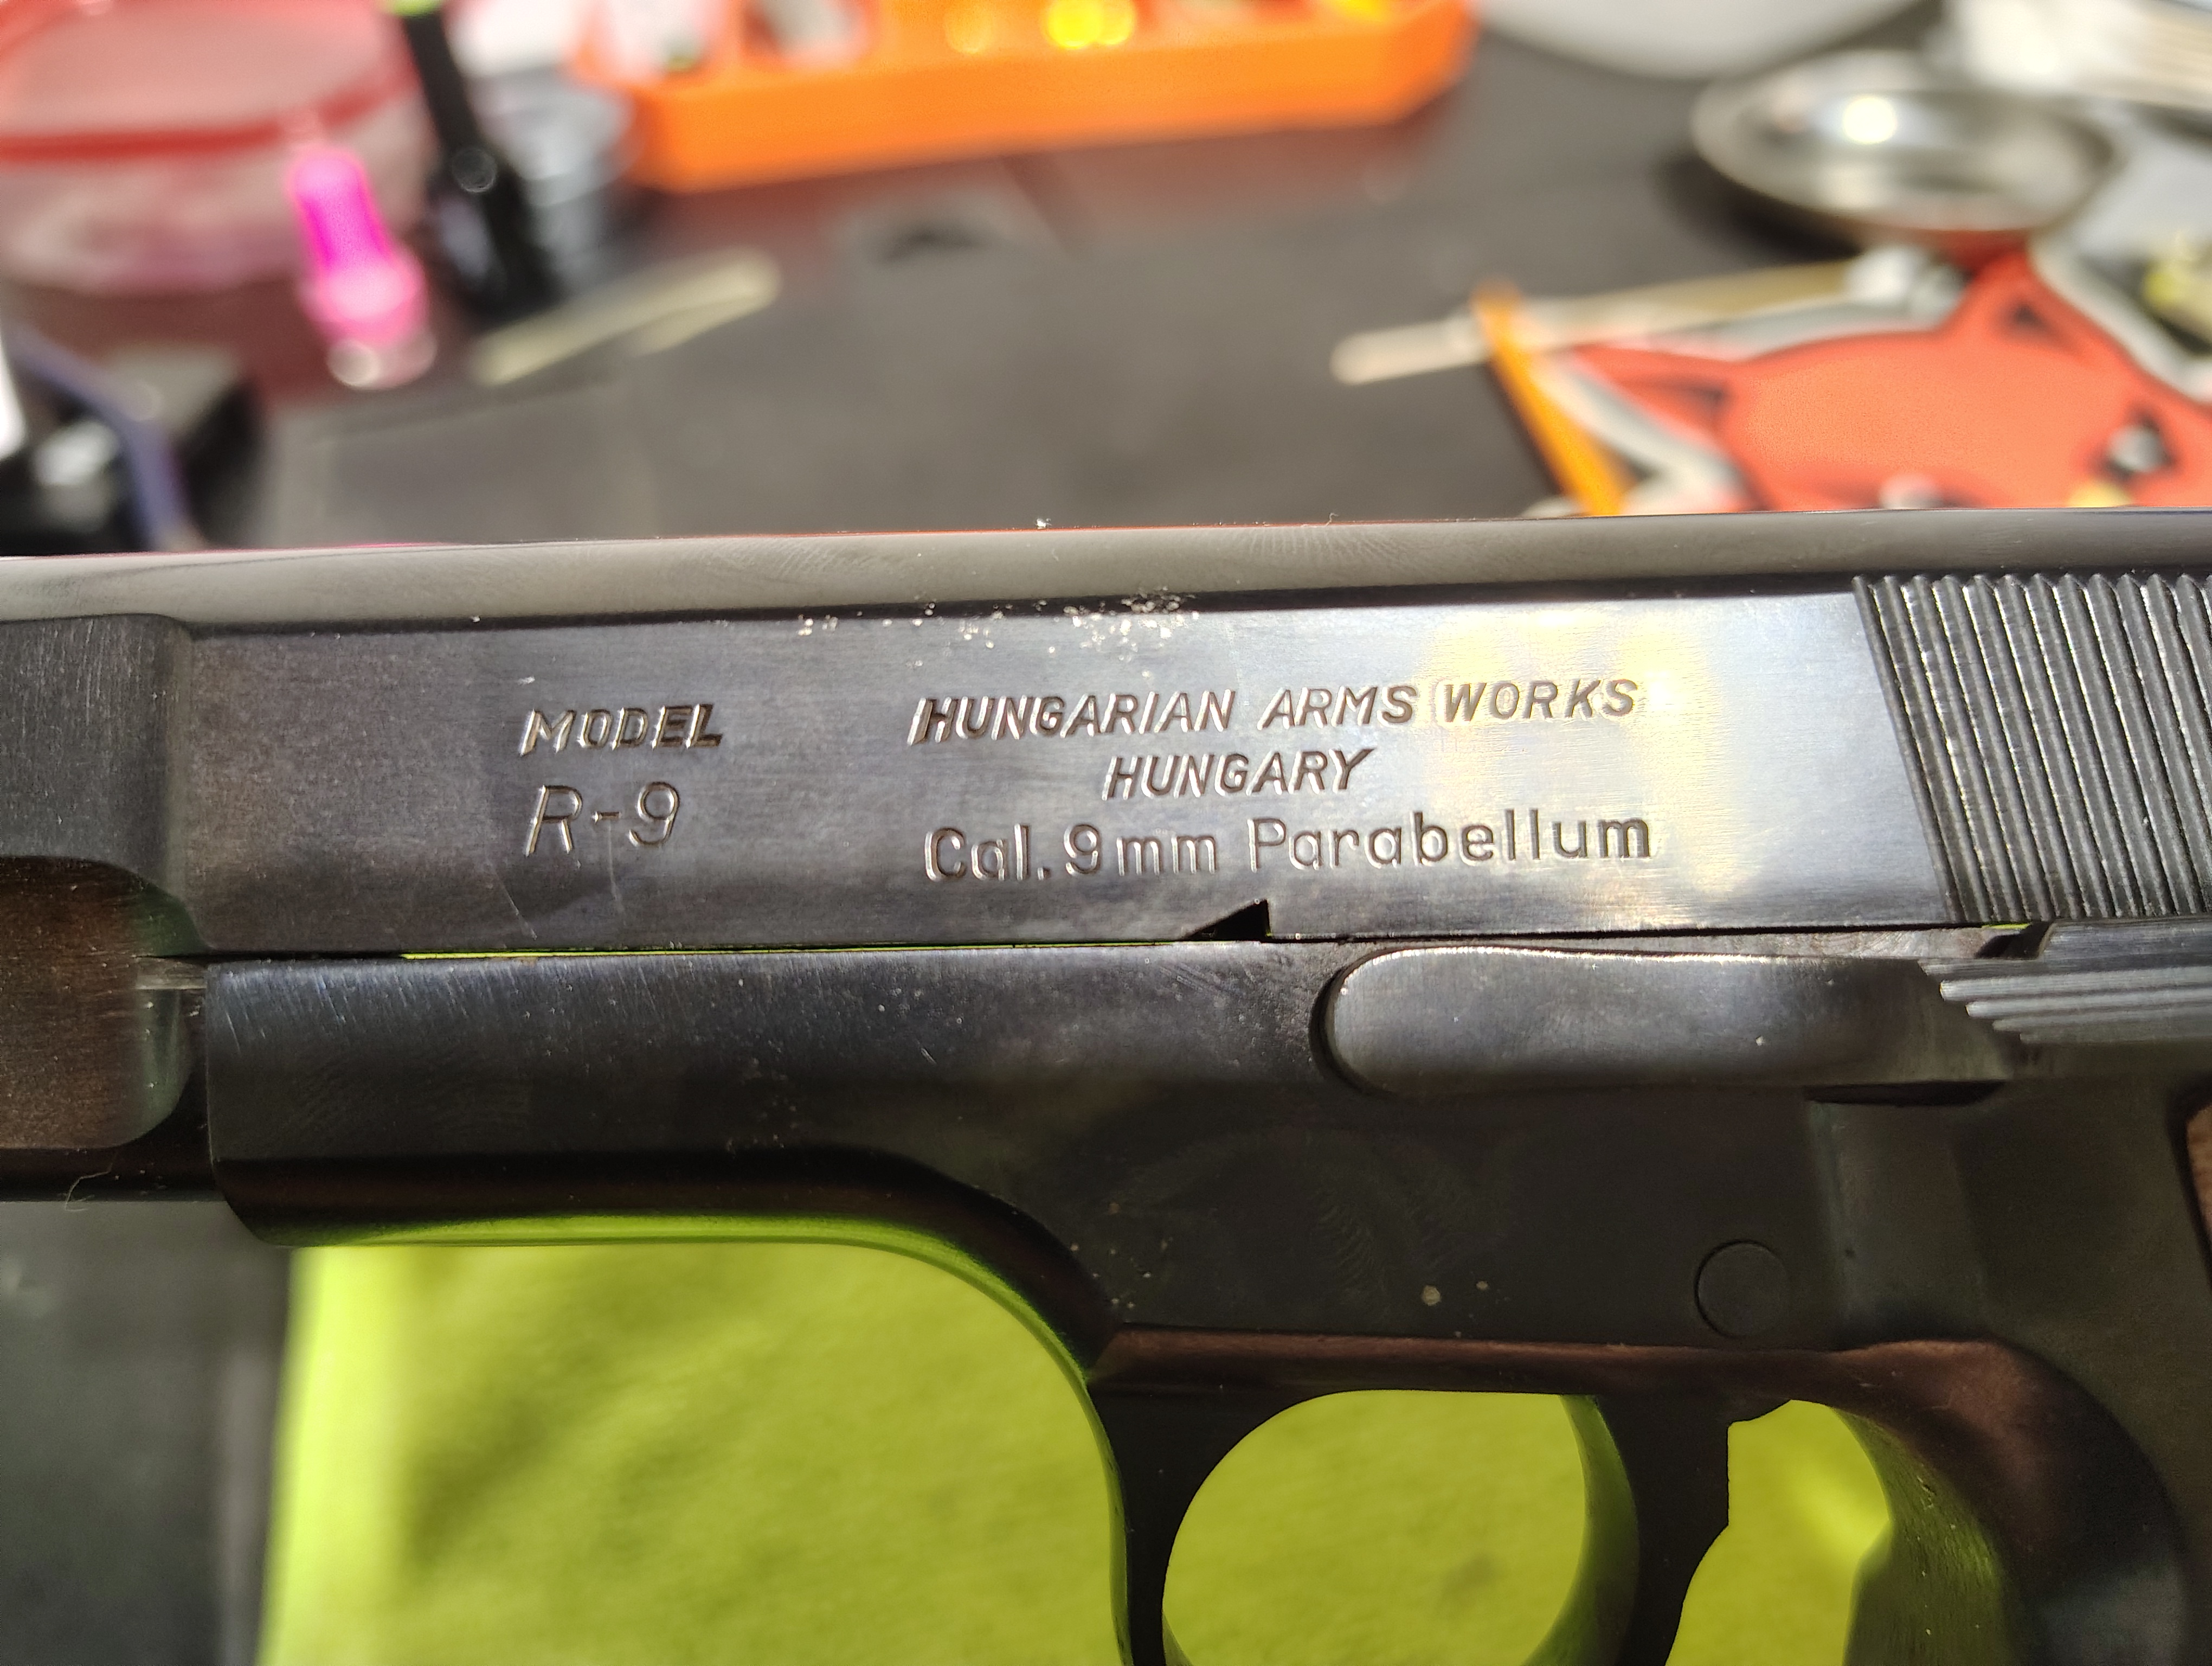 MODEL
R-9
HUNGARIAN ARMS WORKS
HUNGARY
Cal. 9mm Parabellum